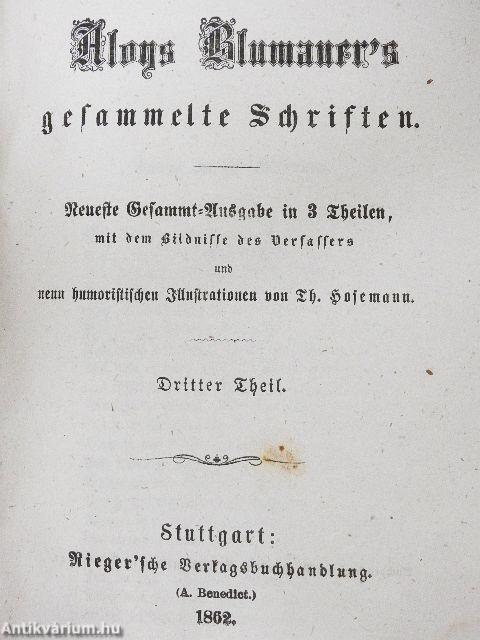 Aloys Blumauer's
gesammelte Schriften.
Neueste Gesammt-Ausgabe in 3 Theilen,
mit dem Bildnisse des Verfassers
und
neun humoristischen Illustrationen von Th. Hosemann.
Dritter Theil.
Stuttgart:
Rieger'sche Verlagsbuchhandlung.
(A. Benedict.)
1862.
Antikvárium.hu